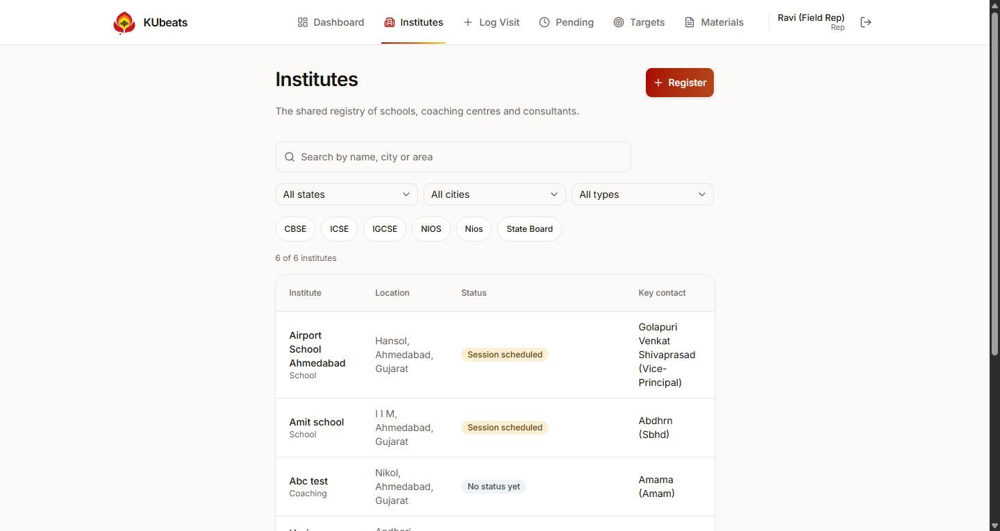 KUbeats
Dashboard
Institutes
Log Visit
Pending
Targets
Materials
Ravi (Field Rep)
Rep
Institutes
Register
The shared registry of schools, coaching centres and consultants.
Search by name, city or area
All states
All cities
All types
CBSE
ICSE
IGCSE
NIOS
Nios
State Board
6 of 6 institutes
Institute
Location
Status
Key contact
Airport
School
Ahmedabad
School
Hansol,
Ahmedabad,
Gujarat
Session scheduled
Golapuri
Venkat
Shivaprasad
(Vice-
Principal)
Amit school
School
I I M,
Ahmedabad,
Gujarat
Session scheduled
Abdhrn
(Sbhd)
Abc test
Coaching
Nikol,
Ahmedabad,
Gujarat
No status yet
Amama
(Amam)